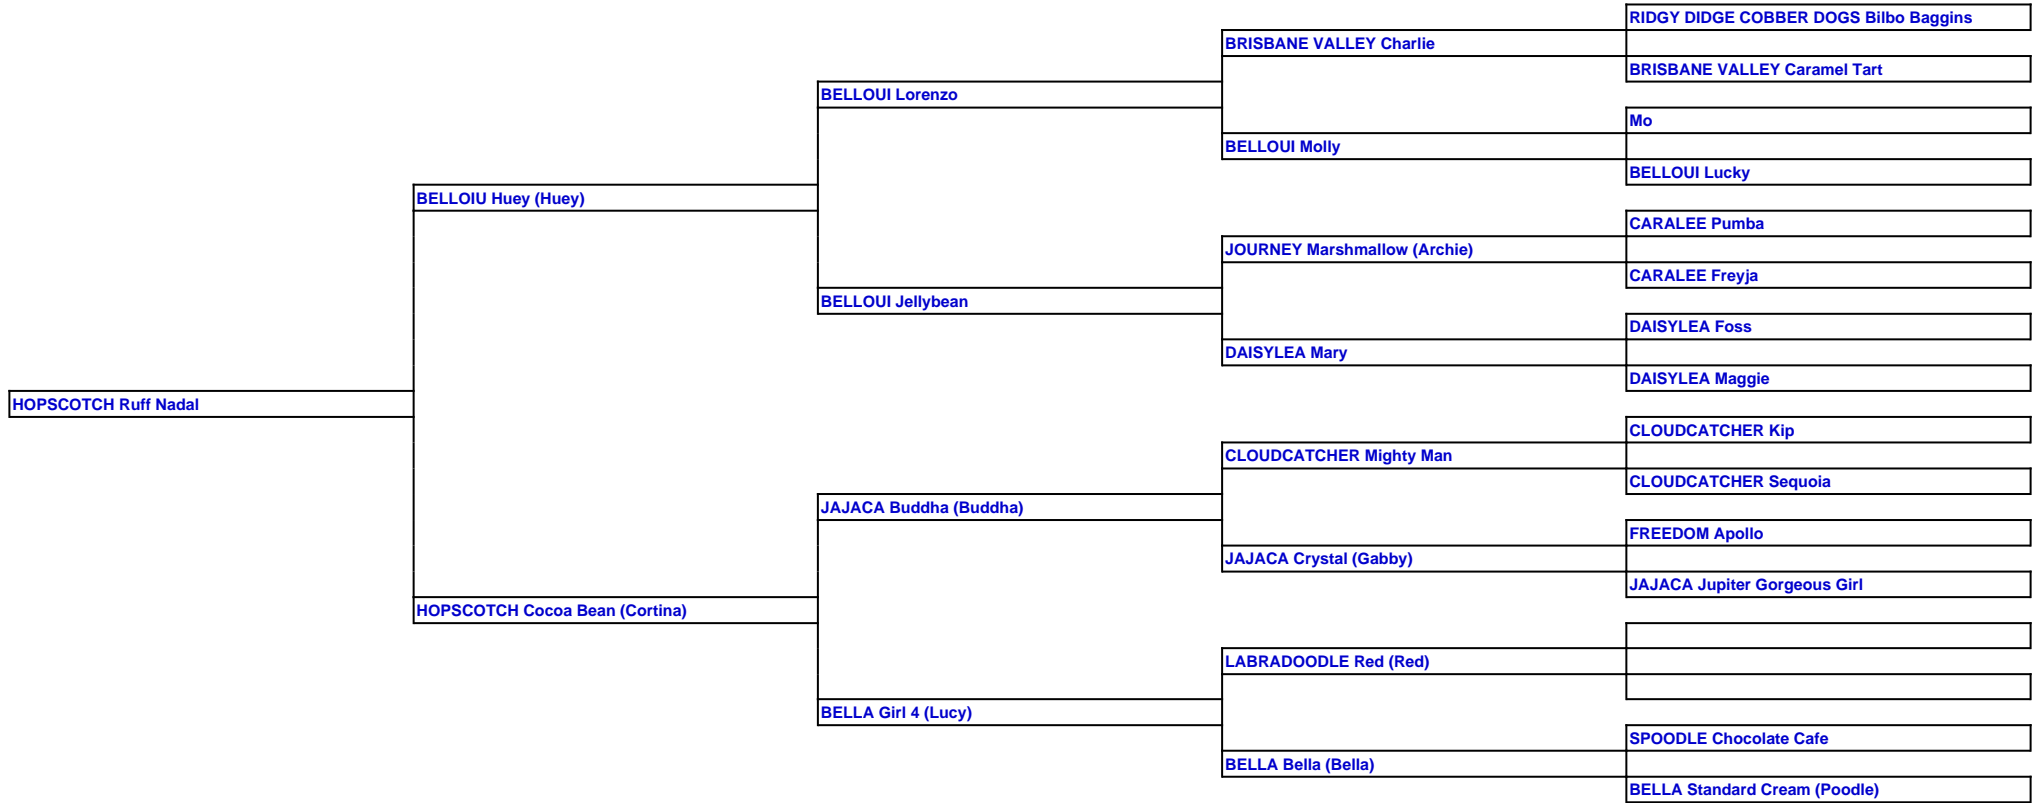 RIDGY DIDGE COBBER DOGS Bilbo Baggins
BRISBANE VALLEY Charlie
BRISBANE VALLEY Caramel Tart
BELLOUI Lorenzo
Mo
BELLOUI Molly
BELLOUI Lucky
BELLOIU Huey (Huey)
CARALEE Pumba
JOURNEY Marshmallow (Archie)
CARALEE Freyja
BELLOUI Jellybean
DAISYLEA Foss
DAISYLEA Mary
DAISYLEA Maggie
HOPSCOTCH Ruff Nadal
CLOUDCATCHER Kip
CLOUDCATCHER Mighty Man
CLOUDCATCHER Sequoia
JAJACA Buddha (Buddha)
FREEDOM Apollo
JAJACA Crystal (Gabby)
JAJACA Jupiter Gorgeous Girl
HOPSCOTCH Cocoa Bean (Cortina)
LABRADOODLE Red (Red)
BELLA Girl 4 (Lucy)
SPOODLE Chocolate Cafe
BELLA Bella (Bella)
BELLA Standard Cream (Poodle)